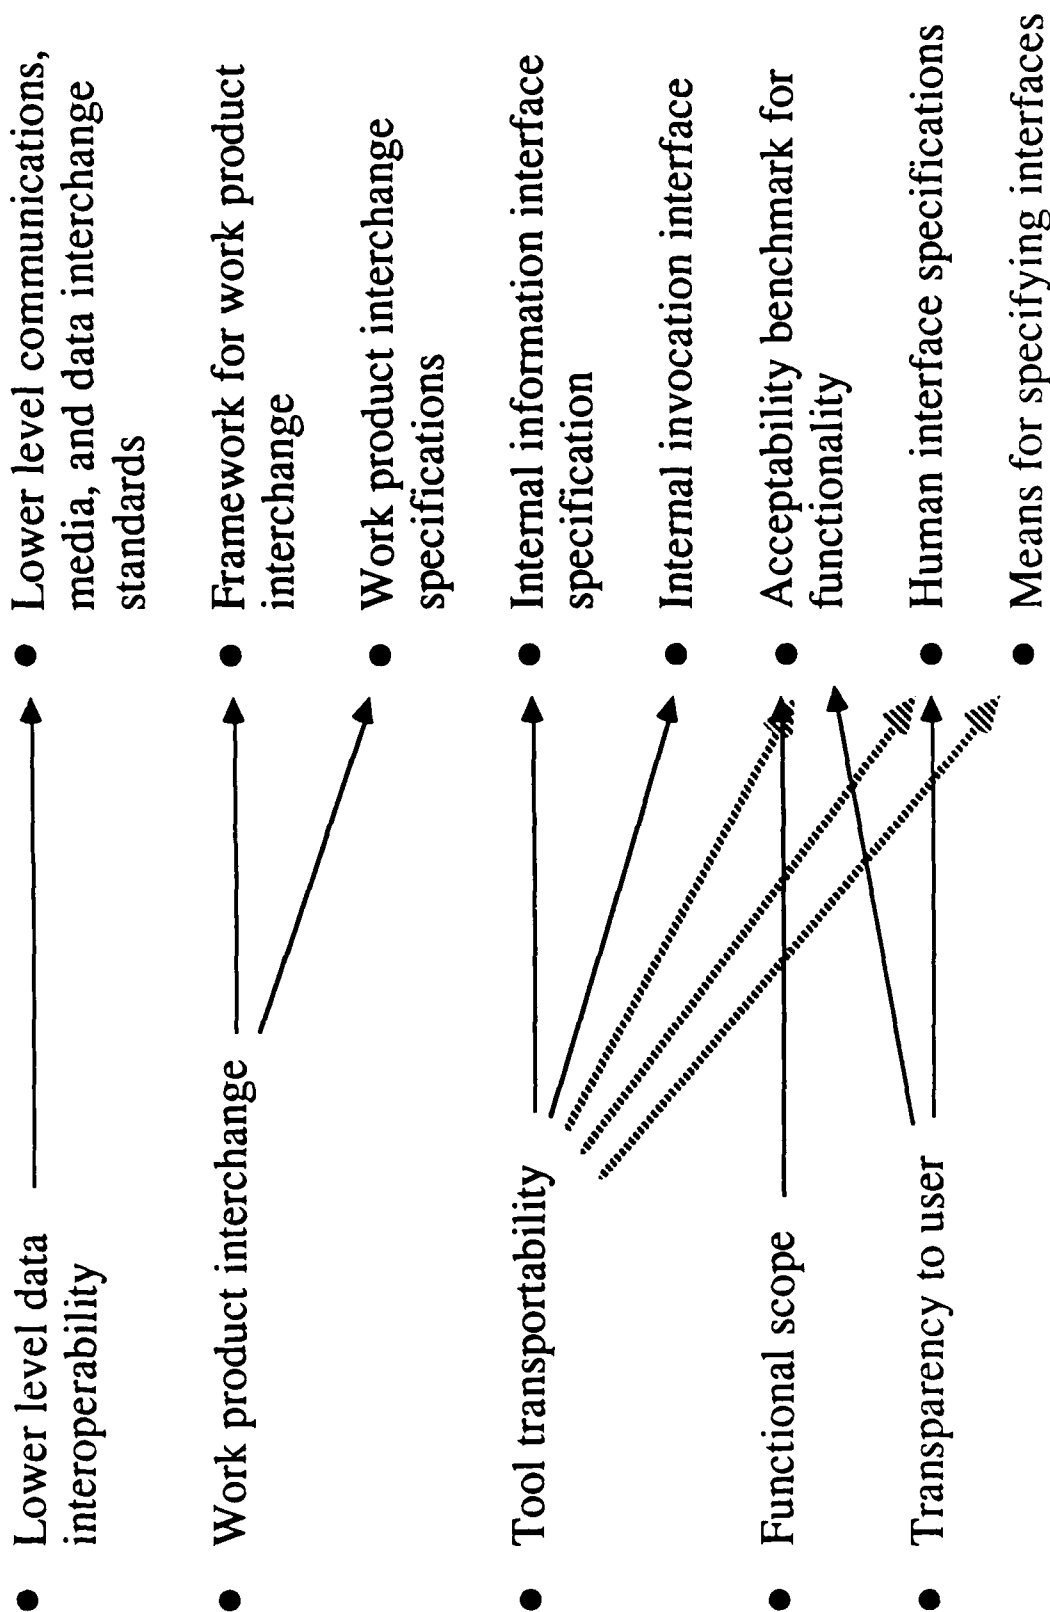 • Lower level data
interoperability
• Work product interchange
• Tool transportability
• Functional scope
• Transparency to user
• Lower level communications,
media, and data interchange
standards
• Framework for work product
interchange
• Work product interchange
specifications
• Internal information interface
specification
• Internal invocation interface
• Acceptability benchmark for
functionality
• Human interface specifications
• Means for specifying interfaces